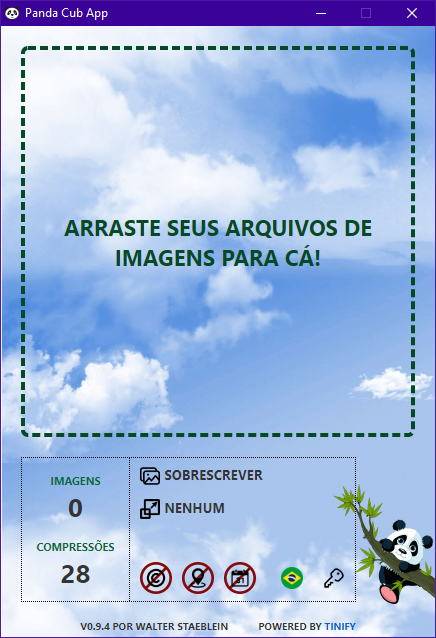 Panda Cub App
ARRASTE SEUS ARQUIVOS DE
IMAGENS PARA CÁ!
IMAGENS
0
COMPRESSÕES
28
SOBRESCREVER
NENHUM
V0.9.4 POR WALTER STAEBLEIN
POWERED BY TINIFY